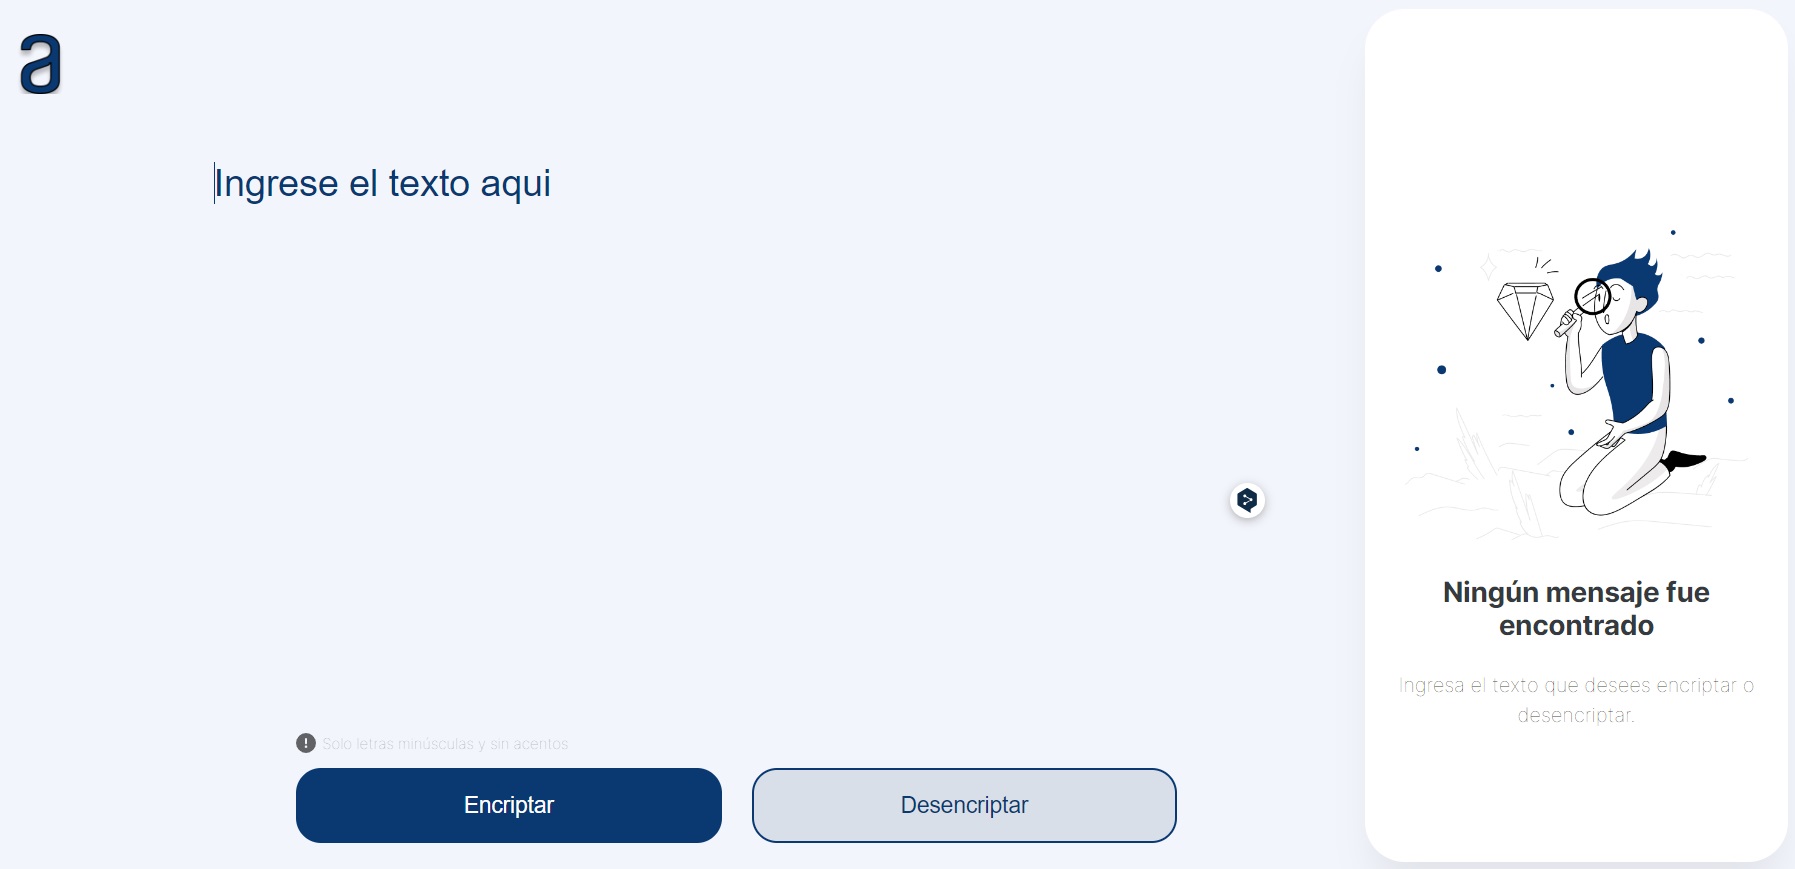 a
Ingrese el texto aqui
Solo letras minúsculas y sin acentos
Encriptar
Desencriptar
Ningún mensaje fue
encontrado
Ingresa el texto que desees encriptar o
desencriptar.